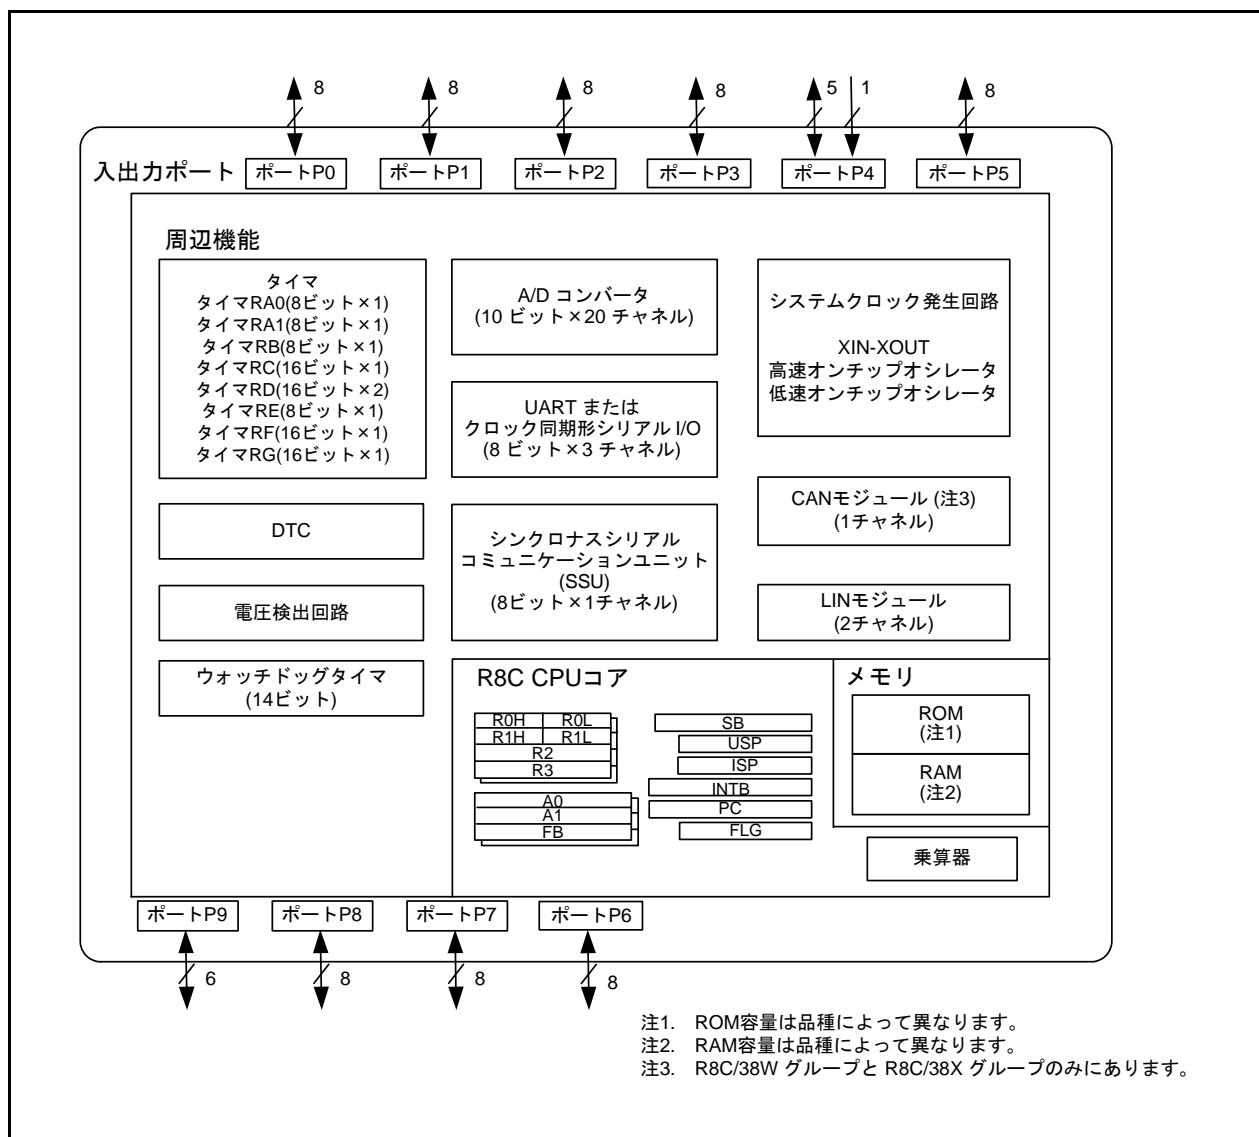 8
8
8
8
5
1
8
入出力ポート
ポートP0
ポートP1
ポートP2
ポートP3
ポートP4
ポートP5
周辺機能
タイマ
タイマRA0(8ビット×1)
タイマRA1(8ビット×1)
タイマRB(8ビット×1)
タイマRC(16ビット×1)
タイマRD(16ビット×2)
タイマRE(8ビット×1)
タイマRF(16ビット×1)
タイマRG(16ビット×1)
DTC
電圧検出回路
ウォッチドッグタイマ
(14ビット)
A/D コンバータ
(10 ビット×20 チャネル)
UART または
クロック同期形シリアル I/O
(8 ビット×3 チャネル)
シンクロナスシリアル
コミュニケーションユニット
(SSU)
(8ビット×1チャネル)
システムクロック発生回路
XIN-XOUT
高速オンチップオシレータ
低速オンチップオシレータ
CANモジュール (注3)
(1チャネル)
LINモジュール
(2チャネル)
R8C CPUコア
R0H R0L
R1H R1L
R2
R3
A0
A1
FB
SB
USP
ISP
INTB
PC
FLG
メモリ
ROM
(注1)
RAM
(注2)
乗算器
ポートP9
ポートP8
ポートP7
ポートP6
6
8
8
8
注1. ROM容量は品種によって異なります。
注2. RAM容量は品種によって異なります。
注3. R8C/38W グループと R8C/38X グループのみにあります。